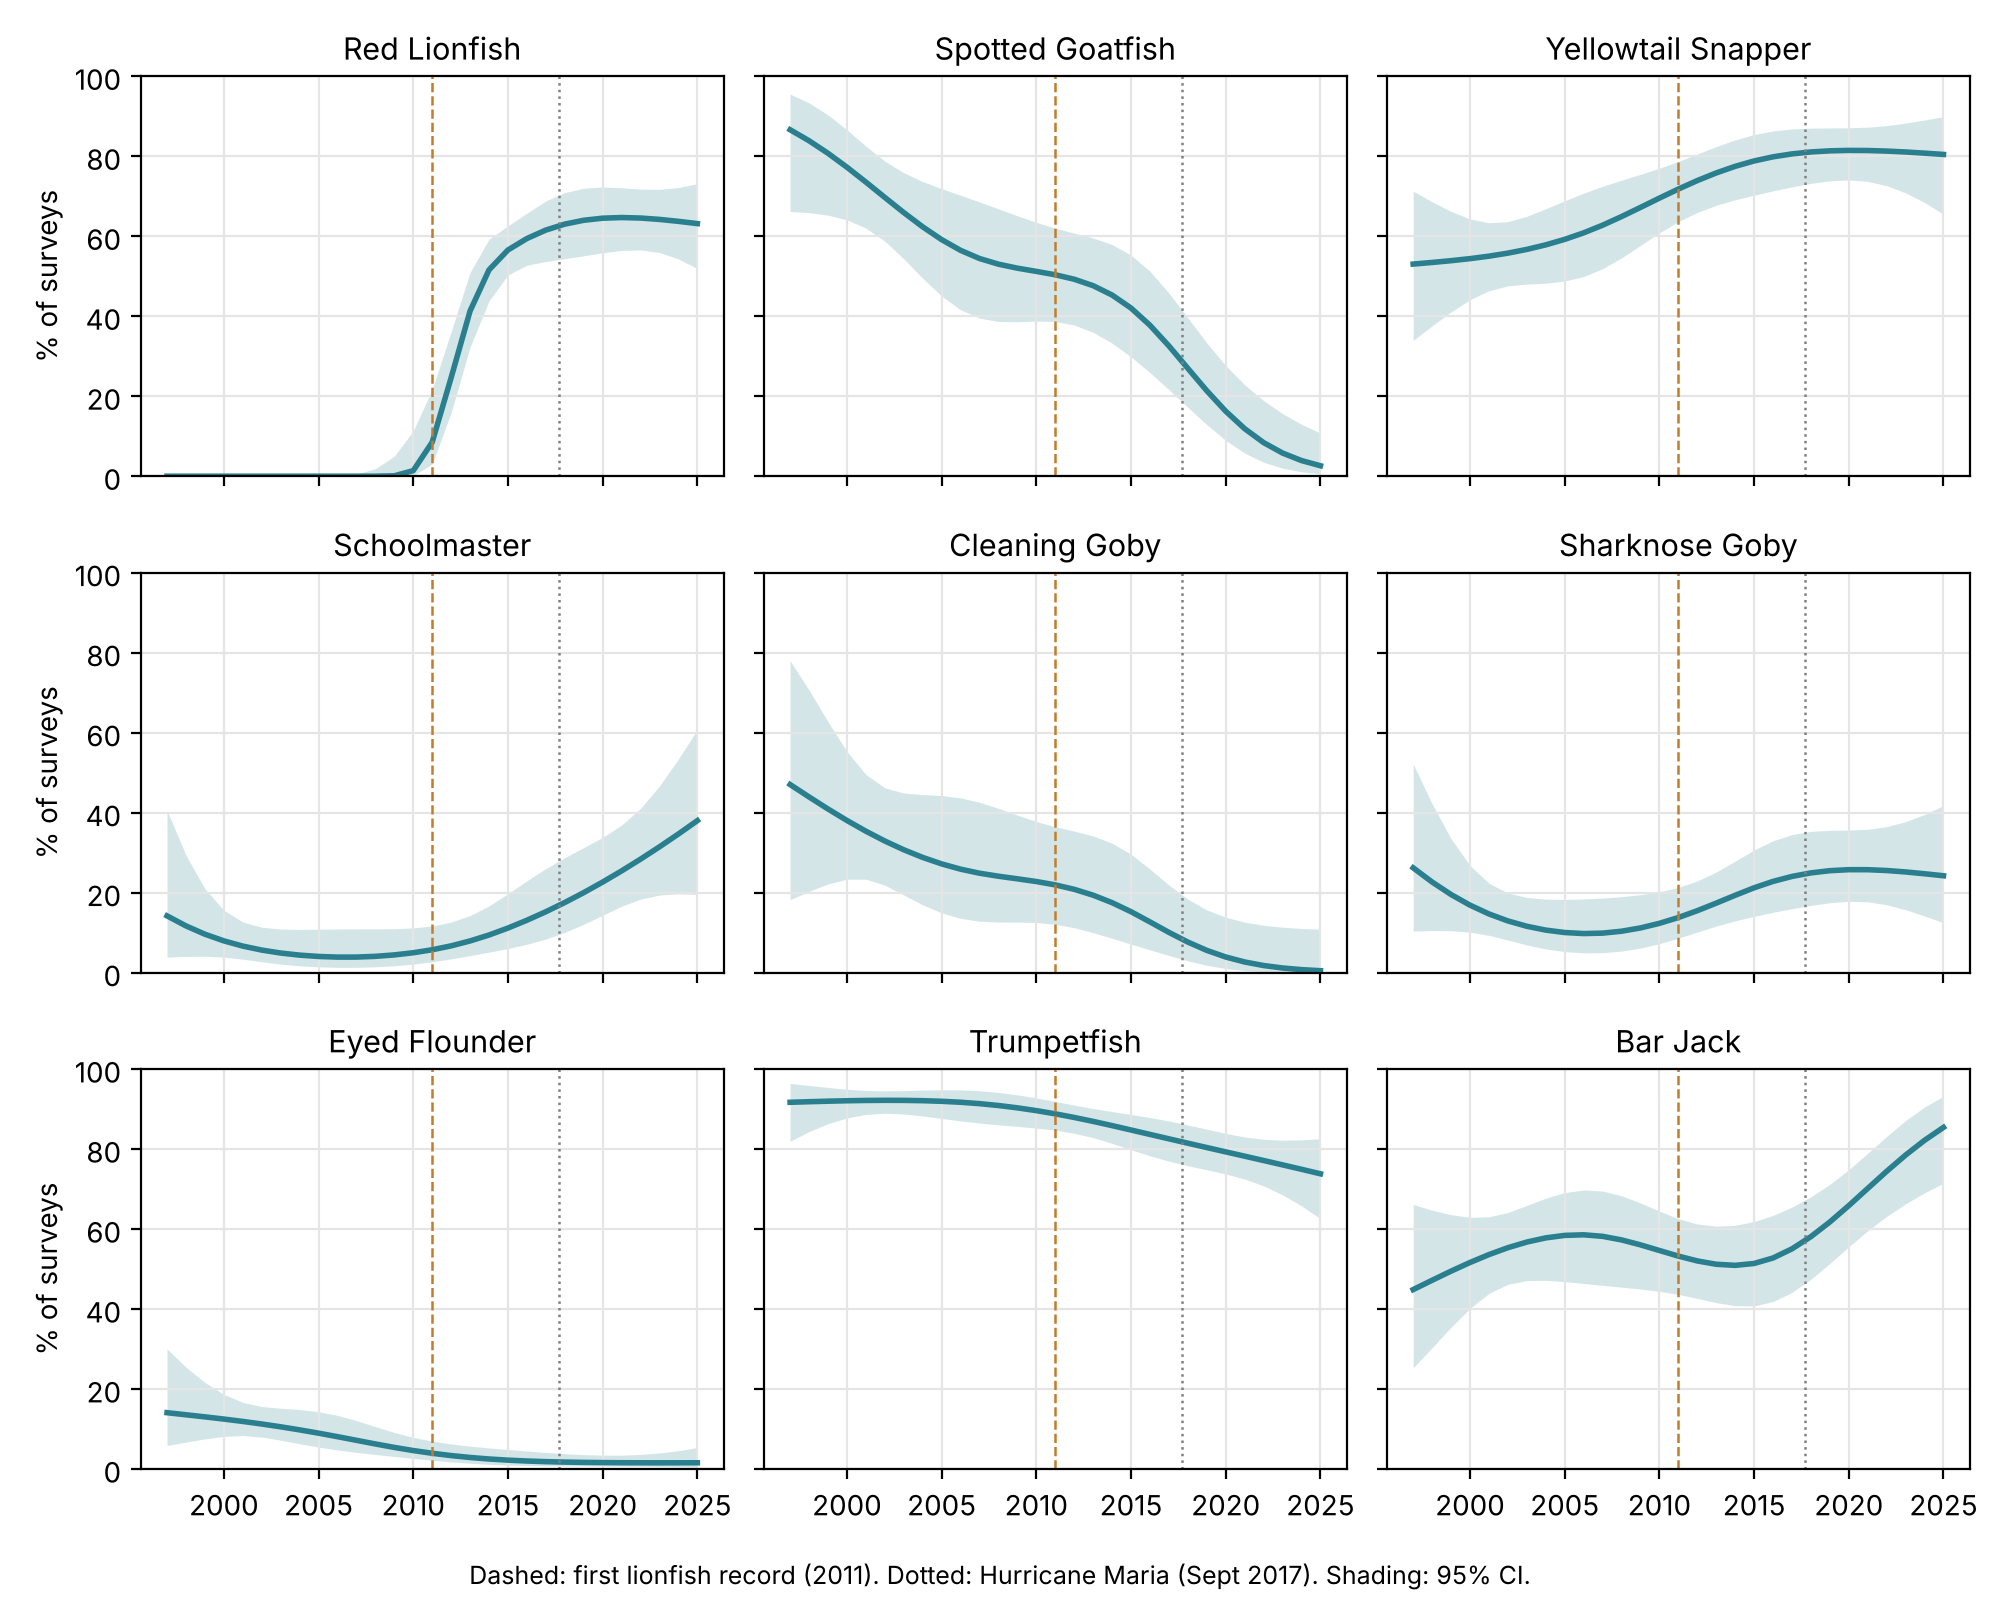 Red Lionfish
Spotted Goatfish
Yellowtail Snapper
100
80
60
40
20
0
% of surveys
Schoolmaster
Cleaning Goby
Sharknose Goby
100
80
60
40
20
0
% of surveys
Eyed Flounder
Trumpetfish
Bar Jack
100
80
60
40
20
0
% of surveys
2000 2005 2010 2015 2020 2025
2000 2005 2010 2015 2020 2025
2000 2005 2010 2015 2020 2025
Dashed: first lionfish record (2011). Dotted: Hurricane Maria (Sept 2017). Shading: 95% CI.